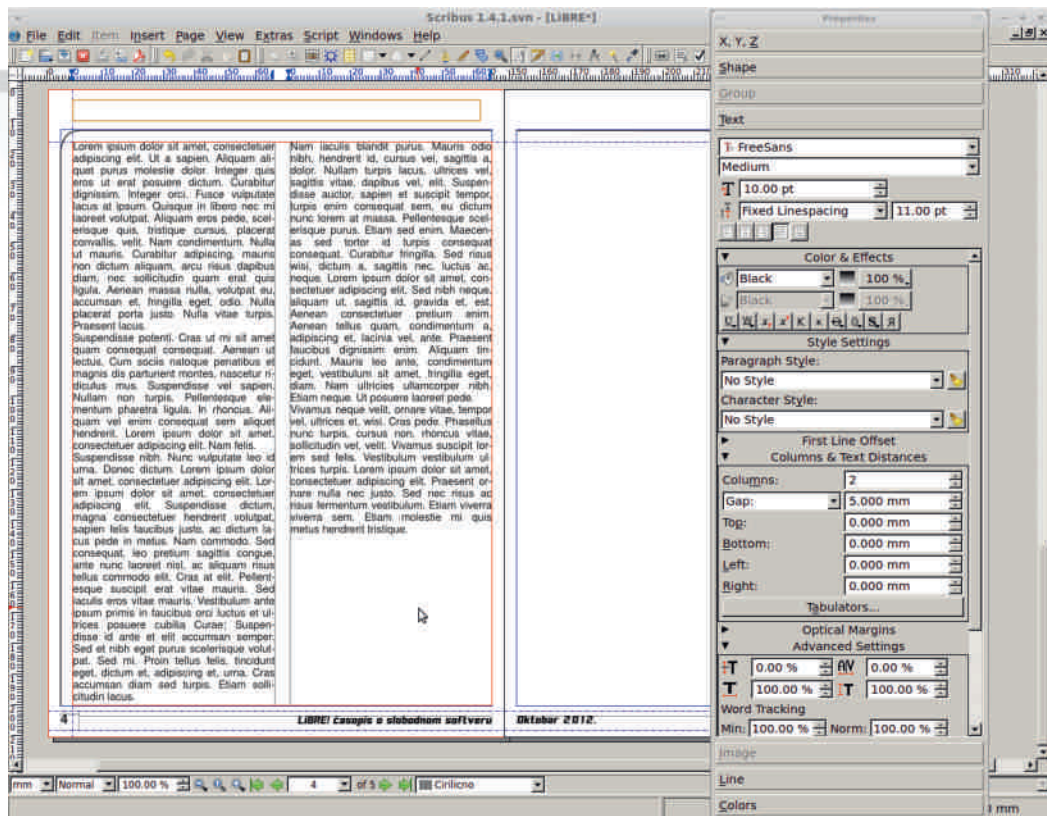 Scribus 1.4.1.svn - [LiBRE*]
File Edit Item Insert Page View Extras Script Windows Help
Lorem ipsum dolor sit amet, consectetuer
adipiscing elit. Ut a sapien. Aliquam ali-
quat purus molestie dolor. Integer quis
eros ut erat posuere dictum. Curabitur
dignissim. Integer orci. Fusce vulputate
lacus at ipsum. Quisque in libero nec mi
laoreet volutpat. Aliquam eros pede, scel-
erisque quis, tristique cursus, placerat
convallis, velit. Nam condimentum. Nulla
ut mauris. Curabitur adipiscing, mauris
non dictum aliquam, arcu risus dapibus
diam, nec sollicitudin quam erat quis
ligula. Aenean massa nulla, volutpat eu,
accumsan et, fringilla eget, odio. Nulla
placerat porta justo. Nulla vitae turpis.
Praesent lacus.
Suspendisse potenti. Cras ut mi sit amet
quam consequat consequat. Aenean ut
lectus. Cum sociis natoque penatibus et
magnis dis parturient montes, nascetur ri-
diculus mus. Suspendisse vel sapien.
Nullam non turpis. Pellentesque ele-
mentum pharetra ligula. In rhoncus. Ali-
quam vel enim consequat sem aliquet
hendrerit. Lorem ipsum dolor sit amet,
consectetuer adipiscing elit. Nam felis.
Suspendisse nibh. Nunc vulputate leo id
urna. Donec dictum. Lorem ipsum dolor
sit amet, consectetuer adipiscing elit. Lor-
em ipsum dolor sit amet, consectetuer
adipiscing elit. Suspendisse dictum,
magna consectetuer hendrerit volutpat,
sapien felis faucibus justo, ac dictum la-
cus pede in metus. Nam commodo. Sed
consequat, leo pretium sagittis congue,
ante nunc laoreet nisl, ac aliquam risus
tellus commodo elit. Cras at elit. Pellent-
esque suscipit erat vitae mauris. Sed
iaculis eros vitae mauris. Vestibulum ante
ipsum primis in faucibus orci luctus et ul-
trices posuere cubilia Curae; Suspen-
disse id ante et elit accumsan semper.
Sed et nibh eget purus scelerisque volut-
pat. Sed mi. Proin tellus felis, tincidunt
eget, dictum et, adipiscing et, urna. Cras
accumsan diam sed turpis. Etiam solli-
citudin lacus.
Nam iaculis blandit purus. Mauris odio
nibh, hendrerit id, cursus vel, sagittis a,
dolor. Nullam turpis lacus, ultrices vel,
sagittis vitae, dapibus vel, elit. Suspen-
disse auctor, sapien et suscipit tempor,
turpis enim consequat sem, eu dictum
nunc lorem at massa. Pellentesque scel-
erisque purus. Etiam sed enim. Maecen-
as sed tortor id turpis consequat
consequat. Curabitur fringilla. Sed risus
wisi, dictum a, sagittis nec, luctus ac,
neque. Lorem ipsum dolor sit amet, con-
sectetuer adipiscing elit. Sed nibh neque,
aliquam ut, sagittis id, gravida et, est.
Aenean consectetuer pretium enim.
Aenean tellus quam, condimentum a,
adipiscing et, lacinia vel, ante. Praesent
faucibus dignissim enim. Aliquam tin-
cidunt. Mauris leo ante, condimentum
eget, vestibulum sit amet, fringilla eget,
diam. Nam ultricies ullamcorper nibh.
Etiam neque. Ut posuere laoreet pede.
Vivamus neque velit, ornare vitae, tempor
vel, ultrices et, wisi. Cras pede. Phasellus
nunc turpis, cursus non, rhoncus vitae,
sollicitudin vel, velit. Vivamus suscipit lor-
em sed felis. Vestibulum vestibulum ul-
trices turpis. Lorem ipsum dolor sit amet,
consectetuer adipiscing elit. Praesent or-
nare nulla nec justo. Sed nec risus ac
risus fermentum vestibulum. Etiam viverra
viverra sem. Etiam molestie mi quis
metus hendrerit tristique.
4
LiBRE! časopis o slobodnom softveru
Oktobar 2012.
mm Normal 100.00 % 4 of 5 Cirilicno
Properties
X, Y, Z
Shape
Group
Text
FreeSans
Medium
10.00 pt
Fixed Linespacing 11.00 pt
Color & Effects
Black 100 %
Black 100 %
Style Settings
Paragraph Style:
No Style
Character Style:
No Style
First Line Offset
Columns & Text Distances
Columns: 2
Gap: 5.000 mm
Top: 0.000 mm
Bottom: 0.000 mm
Left: 0.000 mm
Right: 0.000 mm
Tabulators...
Optical Margins
Advanced Settings
0.00 % 0.00 %
100.00 % 100.00 %
Word Tracking
Min: 100.00 % Norm: 100.00 %
Image
Line
Colors
mm